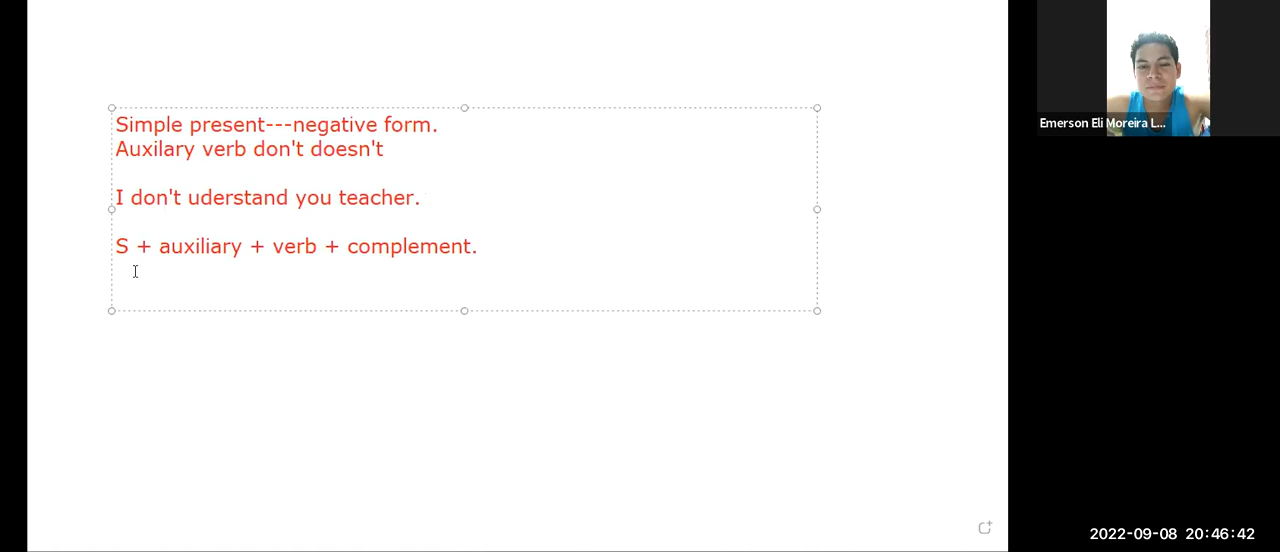 Simple present---negative form.
Auxilary verb don't doesn't
I don't uderstand you teacher.
S + auxiliary + verb + complement.
Emerson Eli Moreira L...
2022-09-08 20:46:42